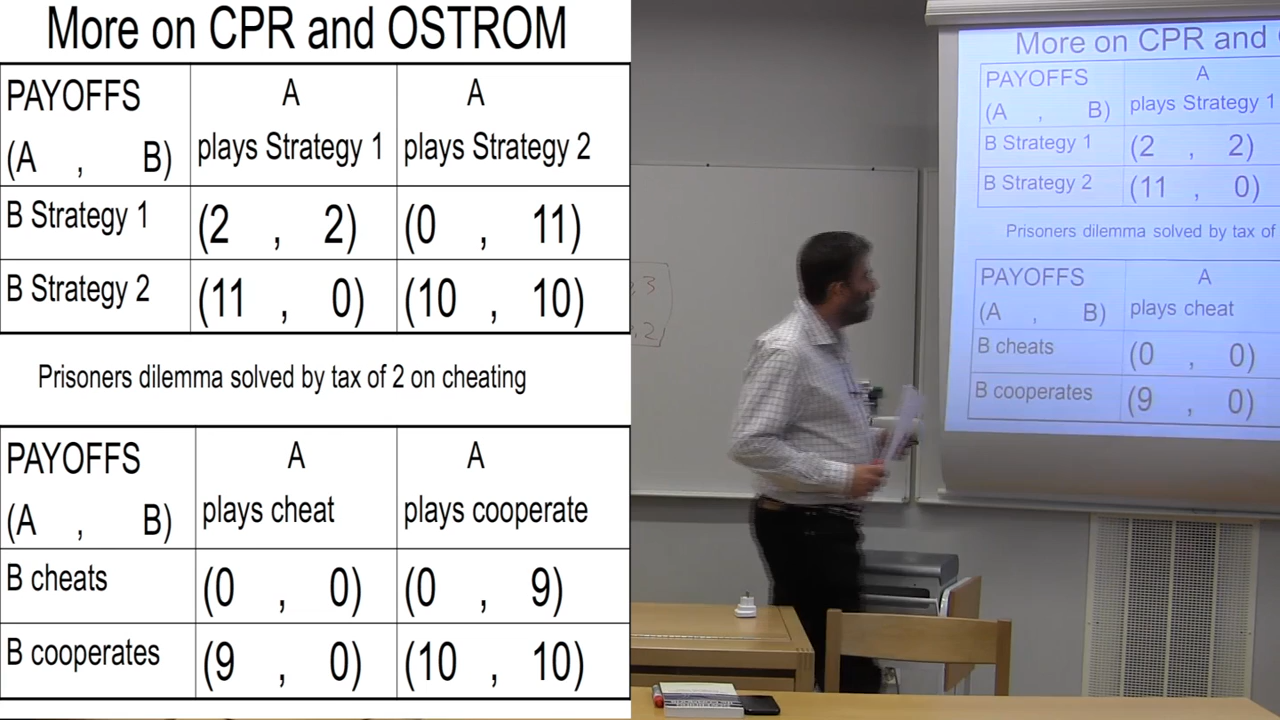 More on CPR and OSTROM
PAYOFFS A A
(A , B) plays Strategy 1 plays Strategy 2
B Strategy 1 (2 , 2) (0 , 11)
B Strategy 2 (11 , 0) (10 , 10)
Prisoners dilemma solved by tax of 2 on cheating
PAYOFFS A A
(A , B) plays cheat plays cooperate
B cheats (0 , 0) (0 , 9)
B cooperates (9 , 0) (10 , 10)
More on CPR and
PAYOFFS A
(A , B) plays Strategy 1
B Strategy 1 (2 , 2)
B Strategy 2 (11 , 0)
Prisoners dilemma solved by tax of
PAYOFFS A
(A , B) plays cheat
B cheats (0 , 0)
B cooperates (9 , 0)